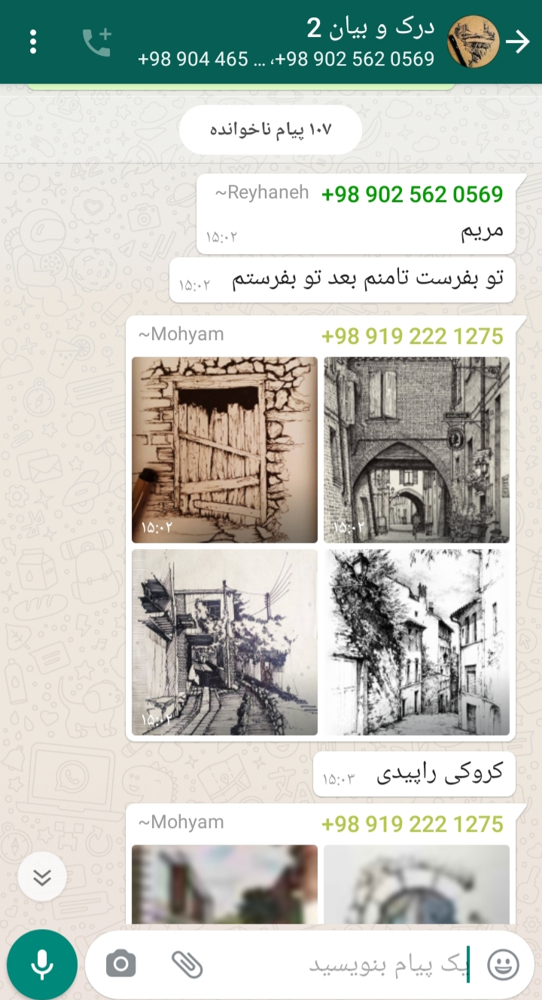 درک و بیان 2
+98 902 562 0569، +98 904 465 ...
۱۰۷ پیام ناخوانده
+98 902 562 0569 ~Reyhaneh
مریم
۱۵:۰۲
تو بفرست تامنم بعد تو بفرستم
۱۵:۰۲
+98 919 222 1275 ~Mohyam
۱۵:۰۲
۱۵:۰۲
۱۵:۰۲
۱۵:۰۲
کروکی راپیدی
۱۵:۰۳
+98 919 222 1275 ~Mohyam
یک پیام بنویسید